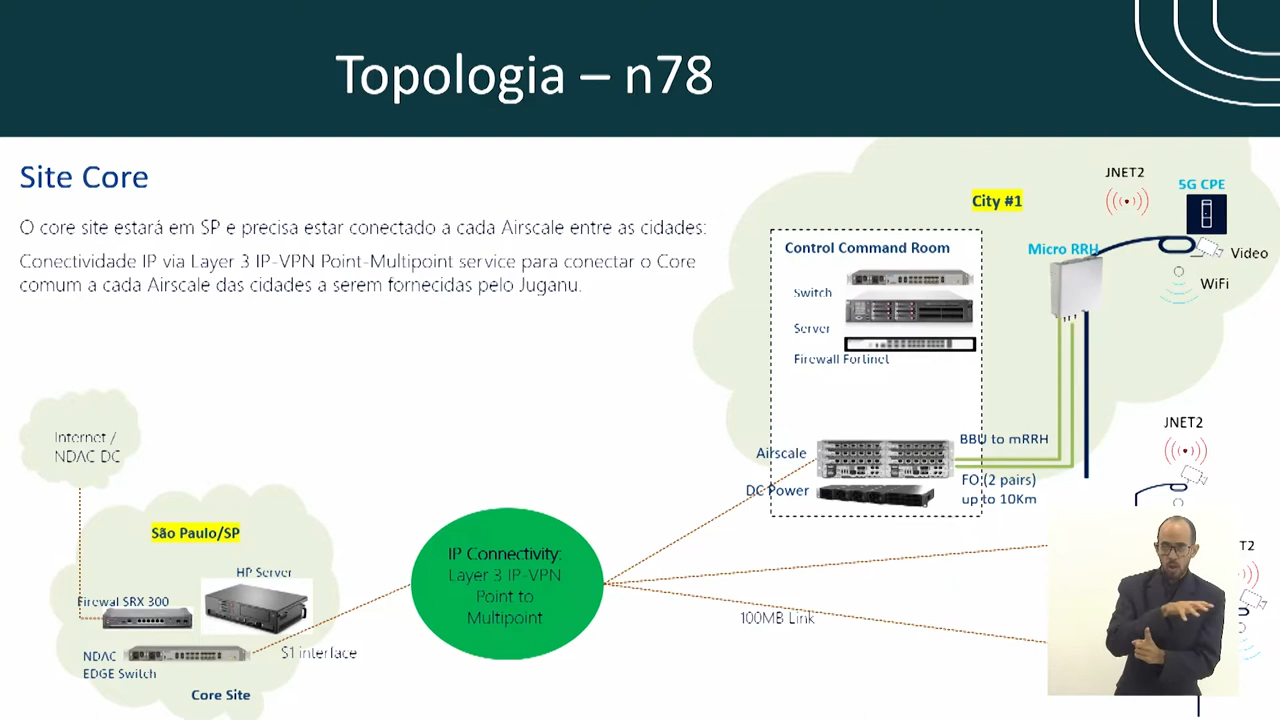 Topologia – n78
Site Core
O core site estará em SP e precisa estar conectado a cada Airscale entre as cidades:
Conectividade IP via Layer 3 IP-VPN Point-Multipoint service para conectar o Core
comum a cada Airscale das cidades a serem fornecidas pelo Juganu.
City #1
JNET2
5G CPE
Micro RRH
Video
WiFi
Control Command Room
Switch
Server
Firewall Fortinet
Airscale
DC Power
BBU to mRRH
FO (2 pairs)
up to 10Km
JNET2
T2
Internet /
NDAC DC
São Paulo/SP
HP Server
Firewal SRX 300
NDAC
EDGE Switch
S1 interface
Core Site
IP Connectivity:
Layer 3 IP-VPN
Point to
Multipoint
100MB Link